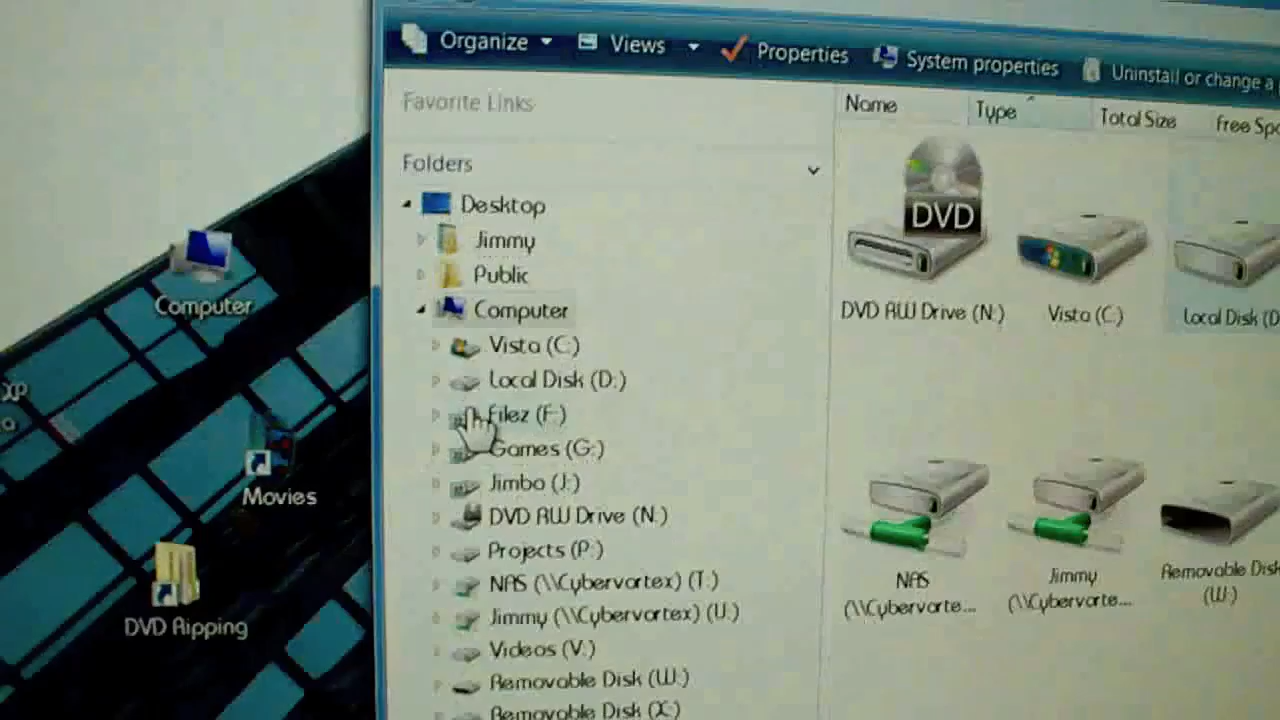 Organize
Views
Properties
System properties
Uninstall or change a
Favorite Links
Name
Type
Total Size
Free Spa
Folders
Desktop
Jimmy
Public
Computer
Vista (C:)
Local Disk (D:)
Filez (F:)
Games (G:)
Jimbo (J:)
DVD RW Drive (N:)
Projects (P:)
NAS (\\Cybervortex) (T:)
Jimmy (\\Cybervortex) (U:)
Videos (V:)
Removable Disk (W:)
Removable Disk (X:)
DVD
DVD RW Drive (N:)
Vista (C:)
Local Disk (D
NAS
(\\Cybervorte...
Jimmy
(\\Cybervorte...
Removable Disk
(W:)
Computer
XP
Movies
DVD Ripping